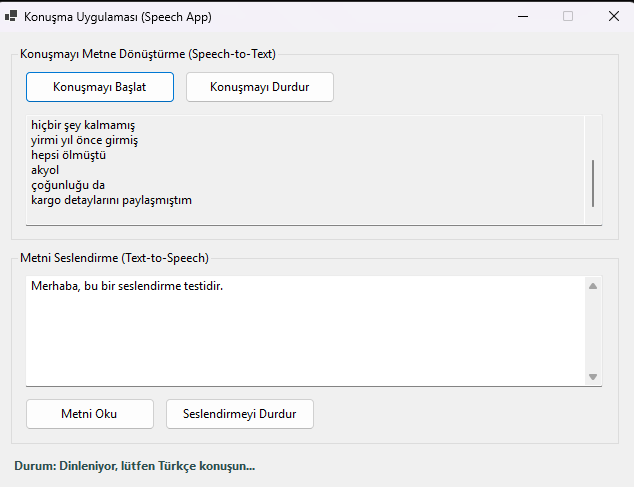 Konuşma Uygulaması (Speech App)
Konuşmayı Metne Dönüştürme (Speech-to-Text)
Konuşmayı Başlat
Konuşmayı Durdur
hiçbir şey kalmamış
yirmi yıl önce girmiş
hepsi ölmüştü
akyol
çoğunluğu da
kargo detaylarını paylaşmıştım
Metni Seslendirme (Text-to-Speech)
Merhaba, bu bir seslendirme testidir.
Metni Oku
Seslendirmeyi Durdur
Durum: Dinleniyor, lütfen Türkçe konuşun...